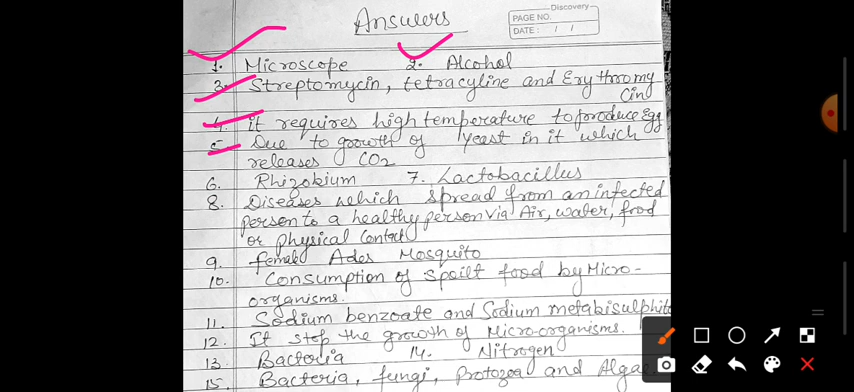 Answers
Discovery
PAGE NO.
DATE: / /
1. Microscope 2. Alcohol
3. Streptomycin, tetracyline and Erythromy
cin
4. it requires high temperature to produce Egg
5 Due to growth of yeast in it which
releases CO2
6. Rhizobium 7. Lactobacillus
8. Diseases which spread from an infected
person to a healthy person via Air, water, food
or physical Contact
9. female Ades Mosquito
10. Consumption of spoilt food by Micro-
organisms.
11. Sodium benzoate and Sodium metabisulphite
12. It stop the growth of Micro-organisms.
13. Bacteria 14. Nitrogen
15. Bacteria, fungi, Protozoa and Algae